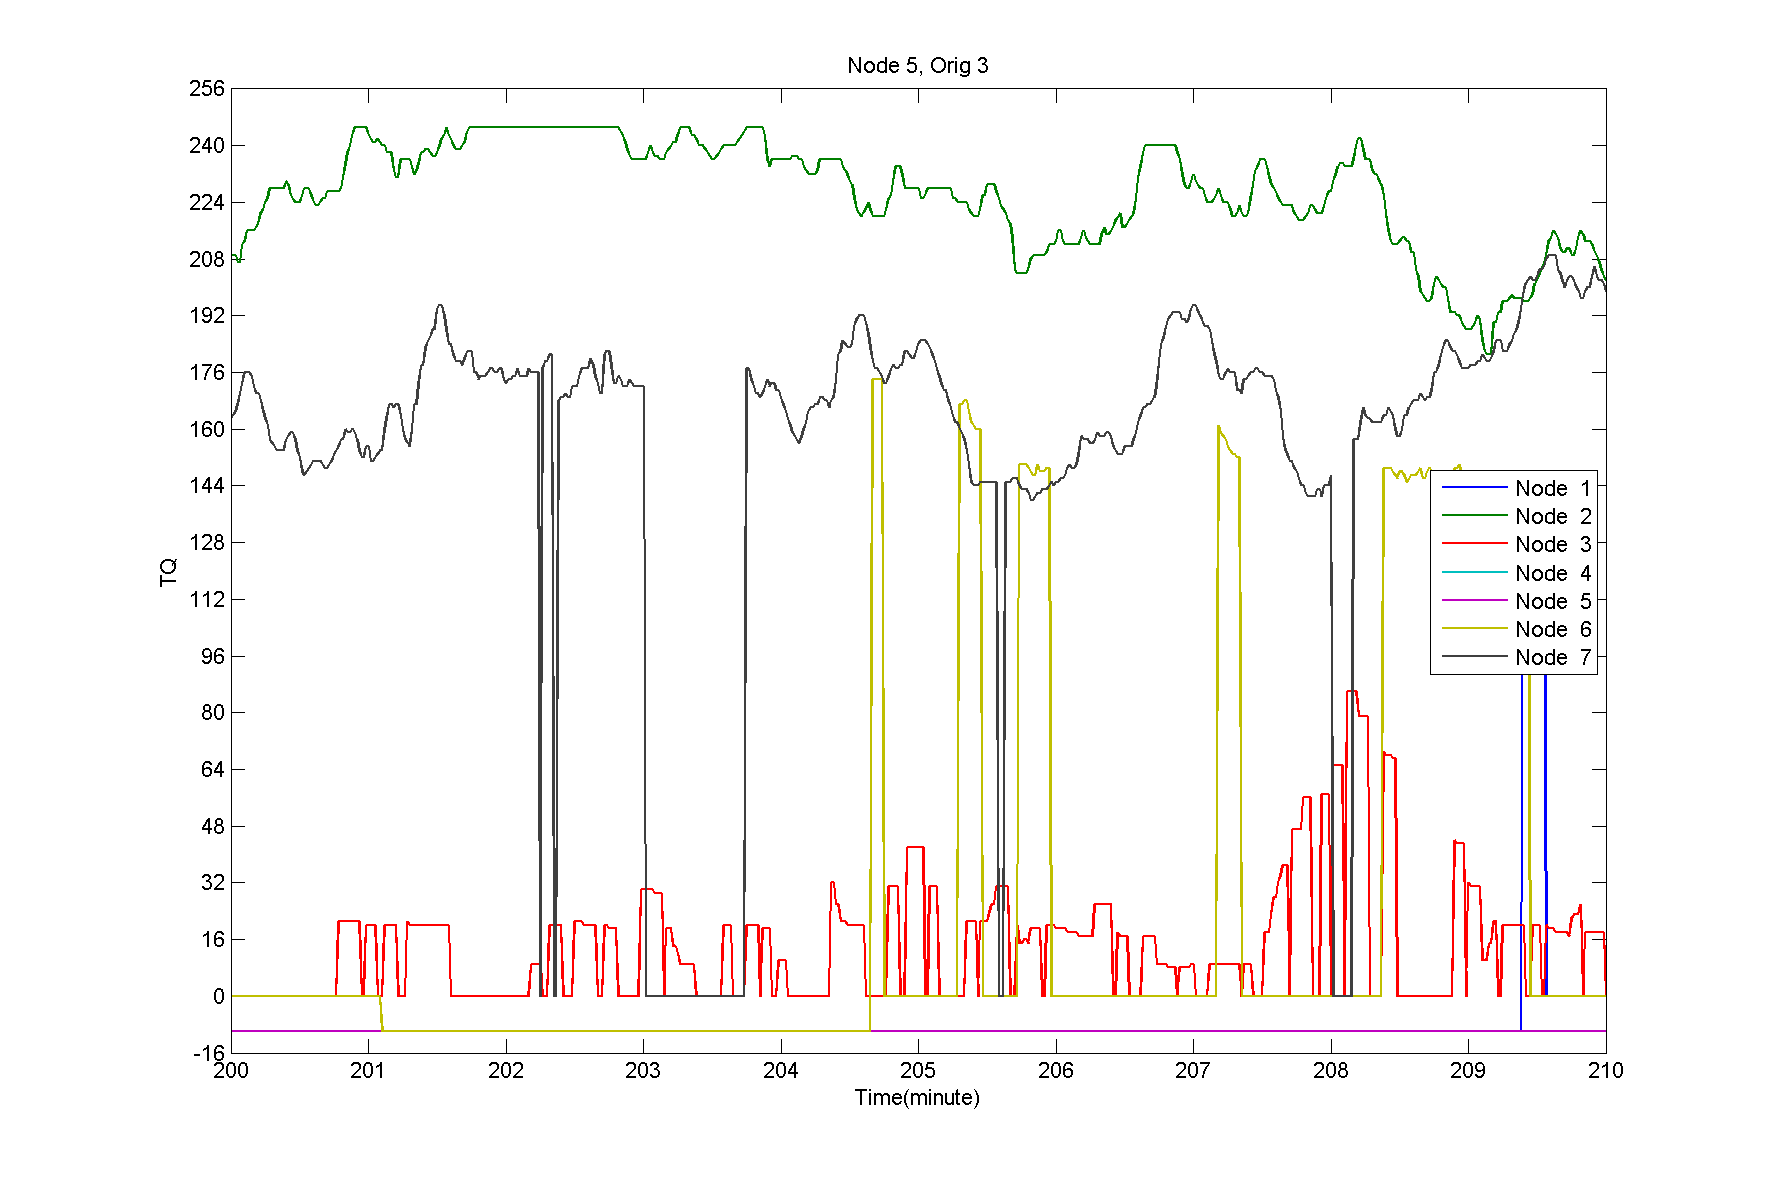 Node 5, Orig 3
256
240
224
208
192
176
160
144
128
112
96
80
64
48
32
16
0
-16
TQ
Node 1
Node 2
Node 3
Node 4
Node 5
Node 6
Node 7
200 201 202 203 204 205 206 207 208 209 210
Time(minute)